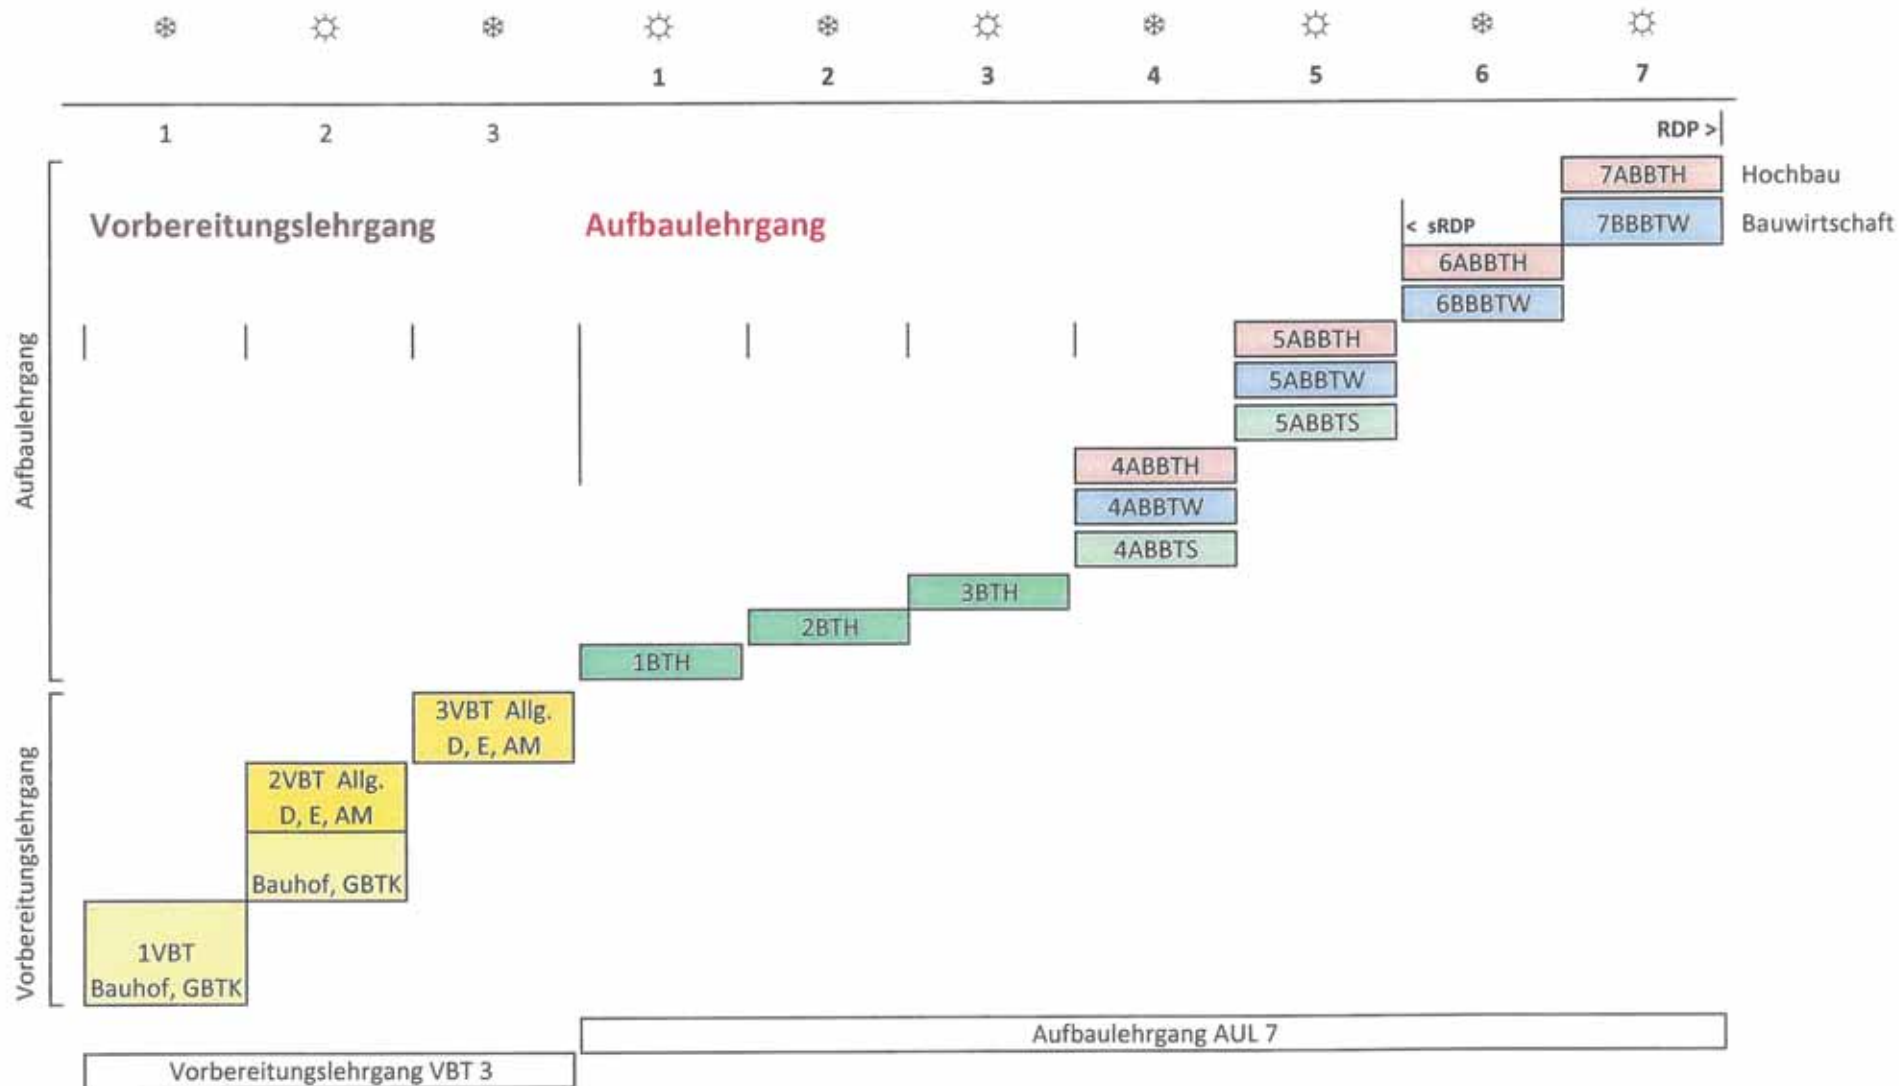 1 2 3 4 5 6 7
1 2 3
RDP >
7ABBTH Hochbau
Vorbereitungslehrgang Aufbaulehrgang
< sRDP
7BBBTW Bauwirtschaft
6ABBTH
6BBBTW
5ABBTH
5ABBTW
5ABBTS
Aufbaulehrgang
4ABBTH
4ABBTW
4ABBTS
3BTH
2BTH
1BTH
3VBT Allg.
D, E, AM
2VBT Allg.
D, E, AM
Bauhof, GBTK
Vorbereitungslehrgang
1VBT
Bauhof, GBTK
Aufbaulehrgang AUL 7
Vorbereitungslehrgang VBT 3